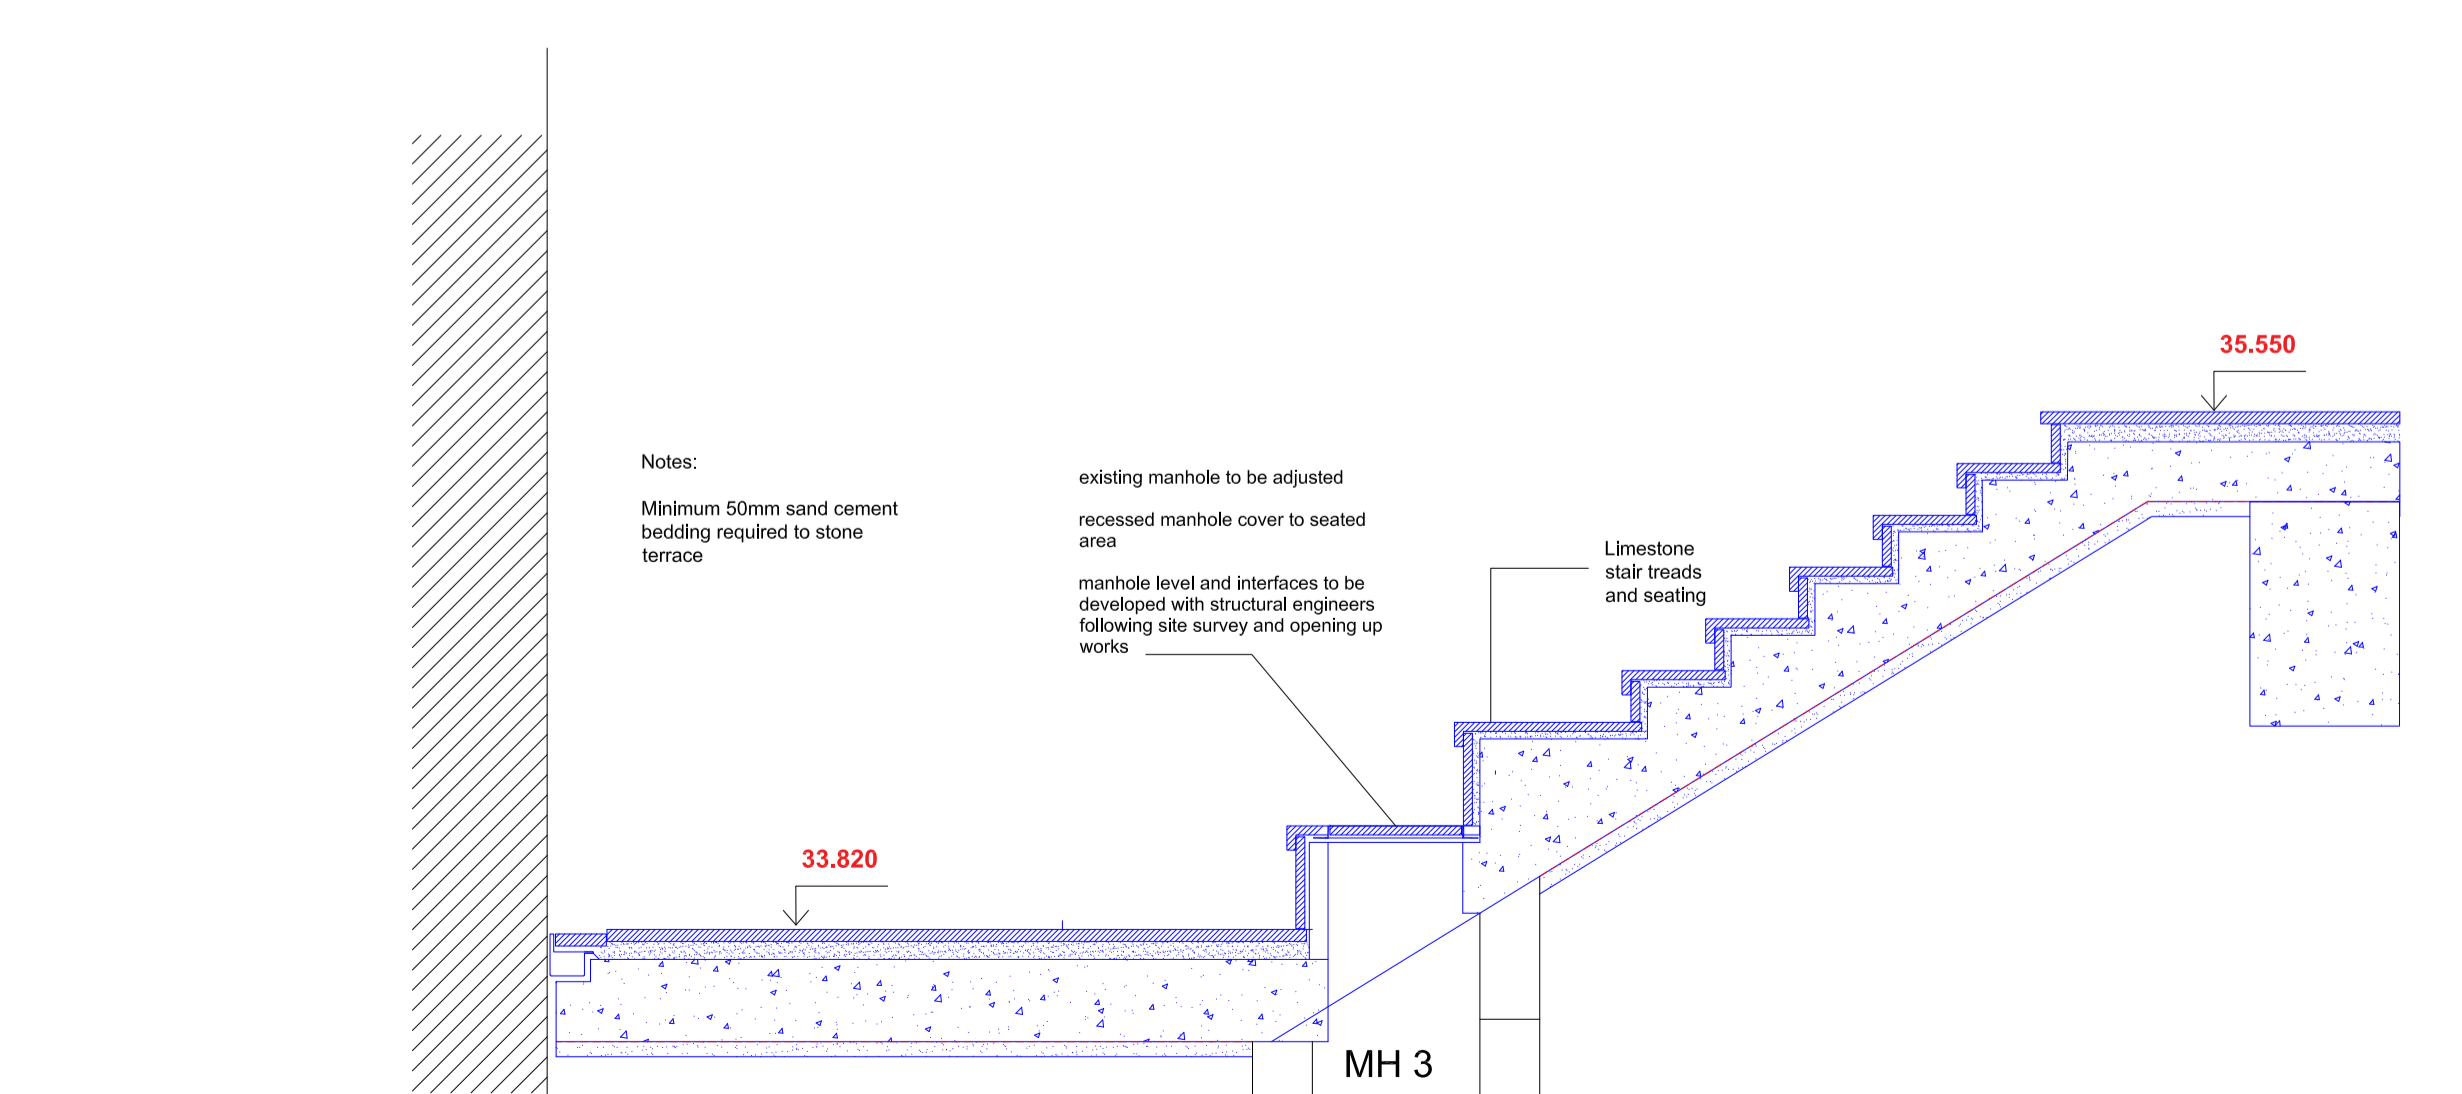 35.550
Notes:
Minimum 50mm sand cement
bedding required to stone
terrace
existing manhole to be adjusted
recessed manhole cover to seated
area
manhole level and interfaces to be
developed with structural engineers
following site survey and opening up
works
Limestone
stair treads
and seating
33.820
MH 3